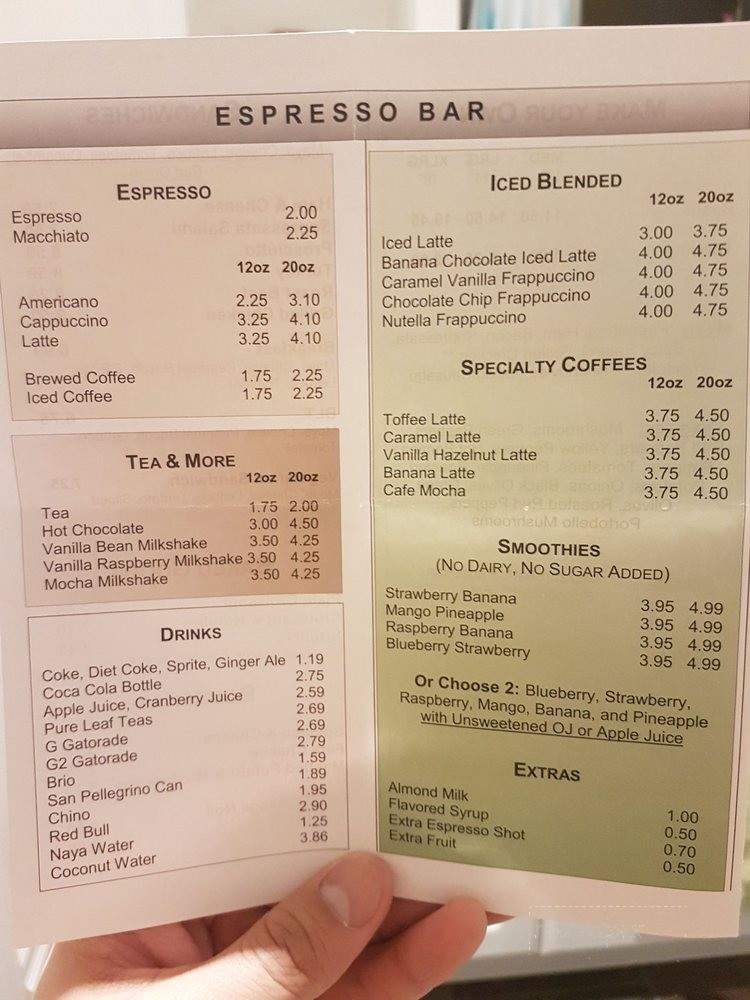 ESPRESSO BAR
ESPRESSO
Espresso 2.00
Macchiato 2.25
12oz 20oz
Americano 2.25 3.10
Cappuccino 3.25 4.10
Latte 3.25 4.10
Brewed Coffee 1.75 2.25
Iced Coffee 1.75 2.25
TEA & MORE
12oz 20oz
Tea 1.75 2.00
Hot Chocolate 3.00 4.50
Vanilla Bean Milkshake 3.50 4.25
Vanilla Raspberry Milkshake 3.50 4.25
Mocha Milkshake 3.50 4.25
DRINKS
Coke, Diet Coke, Sprite, Ginger Ale 1.19
Coca Cola Bottle 2.75
Apple Juice, Cranberry Juice 2.59
Pure Leaf Teas 2.69
G Gatorade 2.69
G2 Gatorade 2.79
Brio 1.59
San Pellegrino Can 1.89
Chino 1.95
Red Bull 2.90
Naya Water 1.25
Coconut Water 3.86
ICED BLENDED
12oz 20oz
Iced Latte 3.00 3.75
Banana Chocolate Iced Latte 4.00 4.75
Caramel Vanilla Frappuccino 4.00 4.75
Chocolate Chip Frappuccino 4.00 4.75
Nutella Frappuccino 4.00 4.75
SPECIALTY COFFEES
12oz 20oz
Toffee Latte 3.75 4.50
Caramel Latte 3.75 4.50
Vanilla Hazelnut Latte 3.75 4.50
Banana Latte 3.75 4.50
Cafe Mocha 3.75 4.50
SMOOTHIES
(NO DAIRY, NO SUGAR ADDED)
Strawberry Banana 3.95 4.99
Mango Pineapple 3.95 4.99
Raspberry Banana 3.95 4.99
Blueberry Strawberry 3.95 4.99
Or Choose 2: Blueberry, Strawberry,
Raspberry, Mango, Banana, and Pineapple
with Unsweetened OJ or Apple Juice
EXTRAS
Almond Milk 1.00
Flavored Syrup 0.50
Extra Espresso Shot 0.70
Extra Fruit 0.50